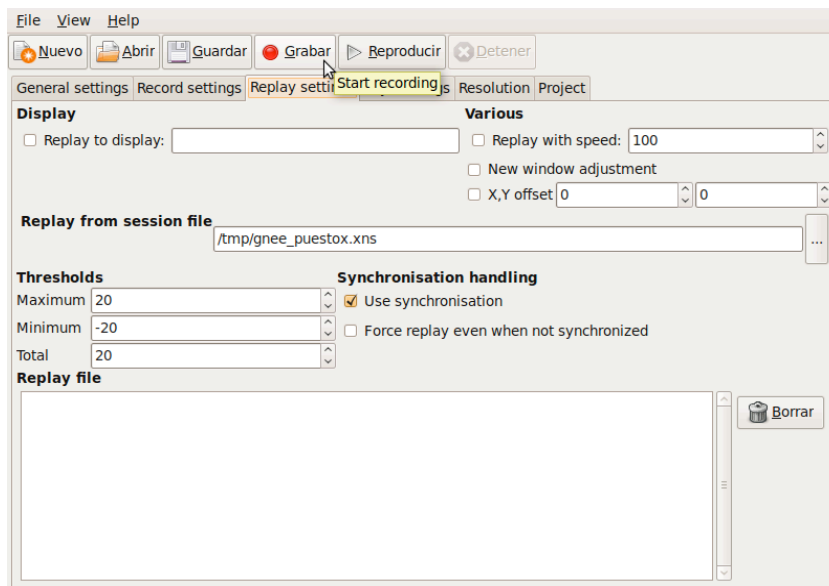 File View Help
Nuevo Abrir Guardar Grabar Reproducir Detener
General settings Record settings Replay setti s Resolution Project
Start recording
Display Various
Replay to display: Replay with speed: 100
New window adjustment
X,Y offset 0 0
Replay from session file
/tmp/gnee_puestox.xns ...
Thresholds Synchronisation handling
Maximum 20 Use synchronisation
Minimum -20 Force replay even when not synchronized
Total 20
Replay file
Borrar